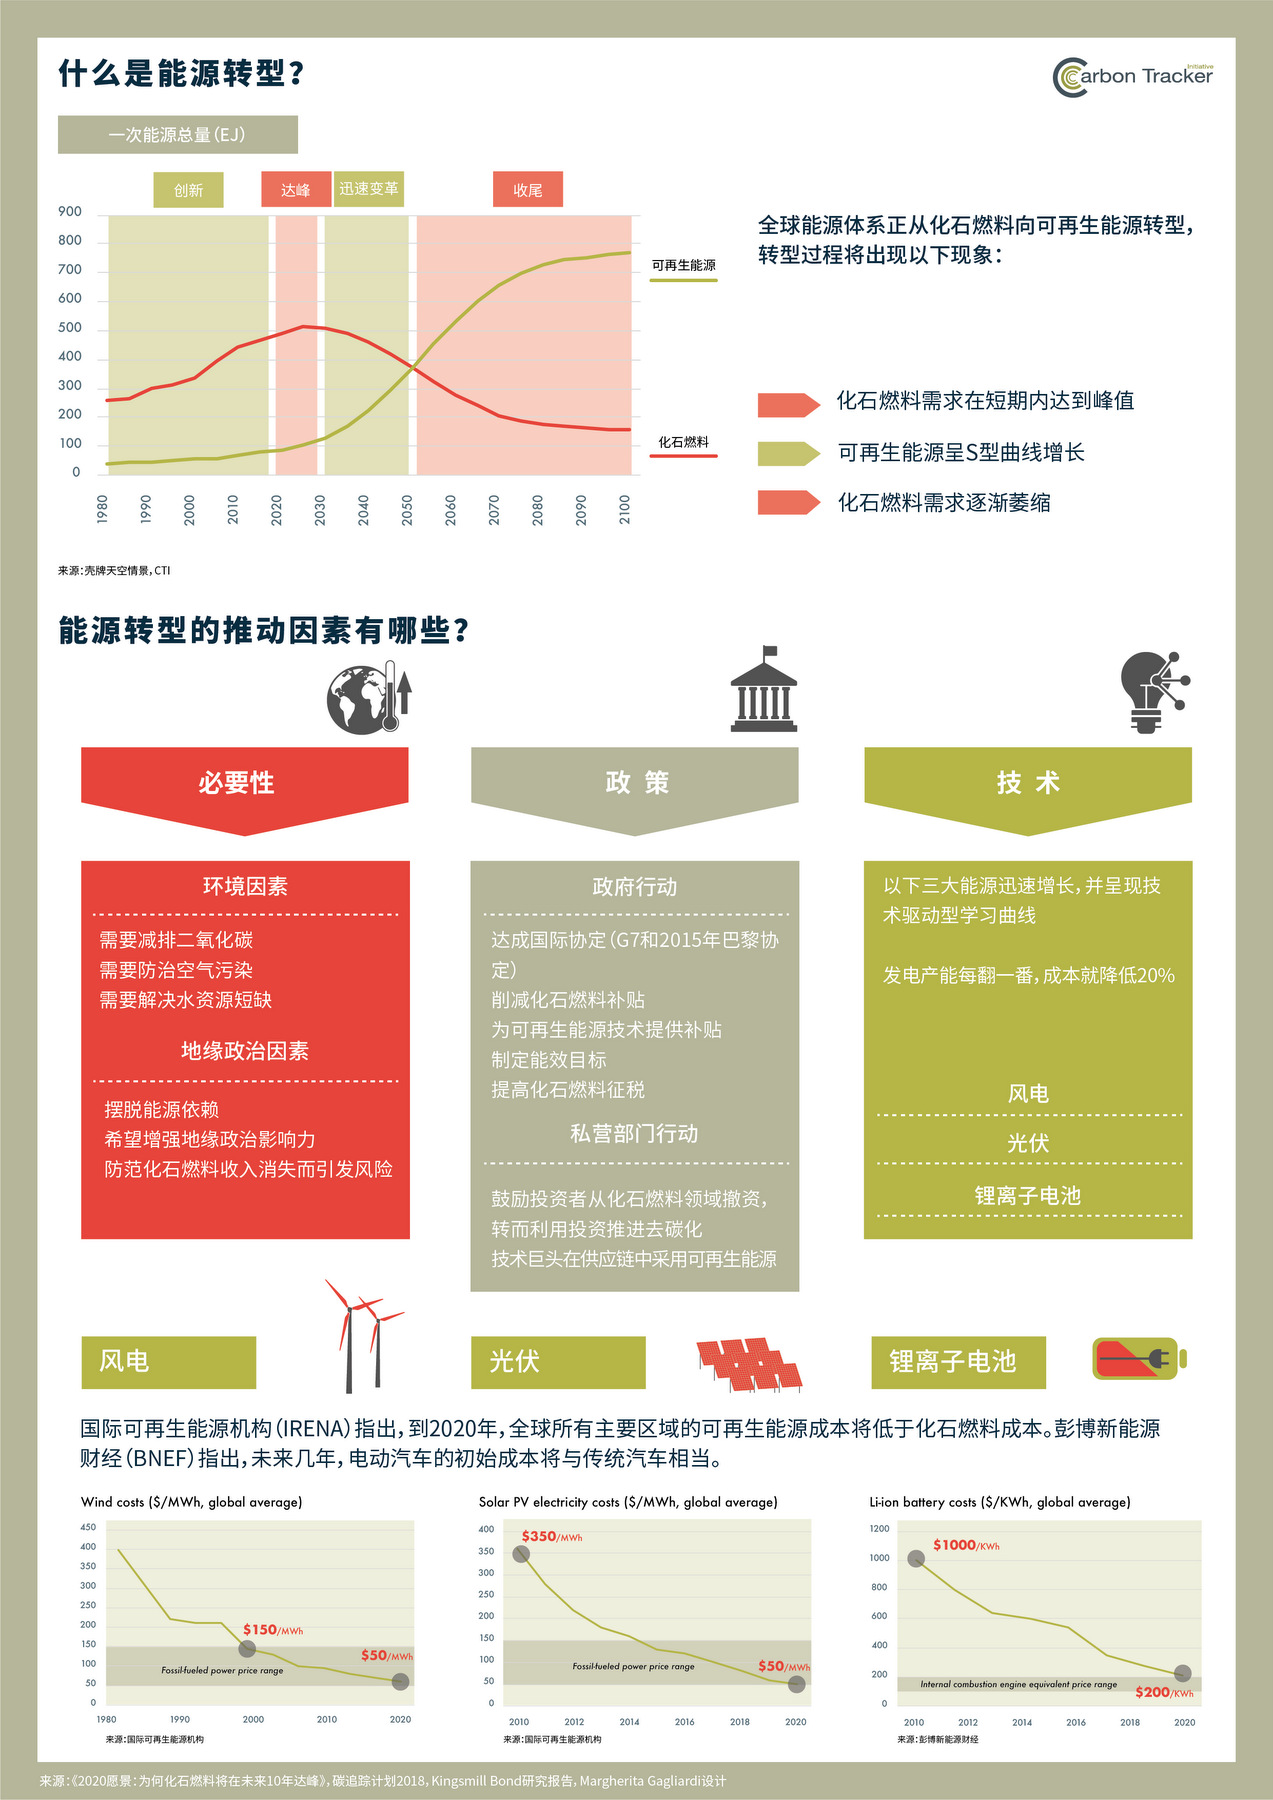 什么是能源转型?
Carbon Tracker
Initiative
一次能源总量(EJ)
创新
达峰
迅速变革
收尾
900
800
700
600
500
400
300
200
100
0
1980
1990
2000
2010
2020
2030
2040
2050
2060
2070
2080
2090
2100
可再生能源
化石燃料
来源:壳牌天空情景,CTI
全球能源体系正从化石燃料向可再生能源转型,
转型过程将出现以下现象:
化石燃料需求在短期内达到峰值
可再生能源呈S型曲线增长
化石燃料需求逐渐萎缩
能源转型的推动因素有哪些?
必要性
环境因素
需要减排二氧化碳
需要防治空气污染
需要解决水资源短缺
地缘政治因素
摆脱能源依赖
希望增强地缘政治影响力
防范化石燃料收入消失而引发风险
政 策
政府行动
达成国际协定(G7和2015年巴黎协
定)
削减化石燃料补贴
为可再生能源技术提供补贴
制定能效目标
提高化石燃料征税
私营部门行动
鼓励投资者从化石燃料领域撤资,
转而利用投资推进去碳化
技术巨头在供应链中采用可再生能源
技 术
以下三大能源迅速增长,并呈现技
术驱动型学习曲线
发电产能每翻一番,成本就降低20%
风电
光伏
锂离子电池
风电
光伏
锂离子电池
国际可再生能源机构(IRENA)指出,到2020年,全球所有主要区域的可再生能源成本将低于化石燃料成本。彭博新能源
财经(BNEF)指出,未来几年,电动汽车的初始成本将与传统汽车相当。
Wind costs ($/MWh, global average)
450
400
350
300
250
200
150
100
50
0
$150/MWh
$50/MWh
Fossil-fueled power price range
1980
1990
2000
2010
2020
来源:国际可再生能源机构
Solar PV electricity costs ($/MWh, global average)
400
350
300
250
200
150
100
50
0
$350/MWh
$50/MWh
Fossil-fueled power price range
2010
2012
2014
2016
2018
2020
来源:国际可再生能源机构
Li-ion battery costs ($/KWh, global average)
1200
1000
800
600
400
200
0
$1000/KWh
Internal combustion engine equivalent price range
$200/KWh
2010
2012
2014
2016
2018
2020
来源:彭博新能源财经
来源:《2020愿景:为何化石燃料将在未来10年达峰》,碳追踪计划2018,Kingsmill Bond研究报告,Margherita Gagliardi设计